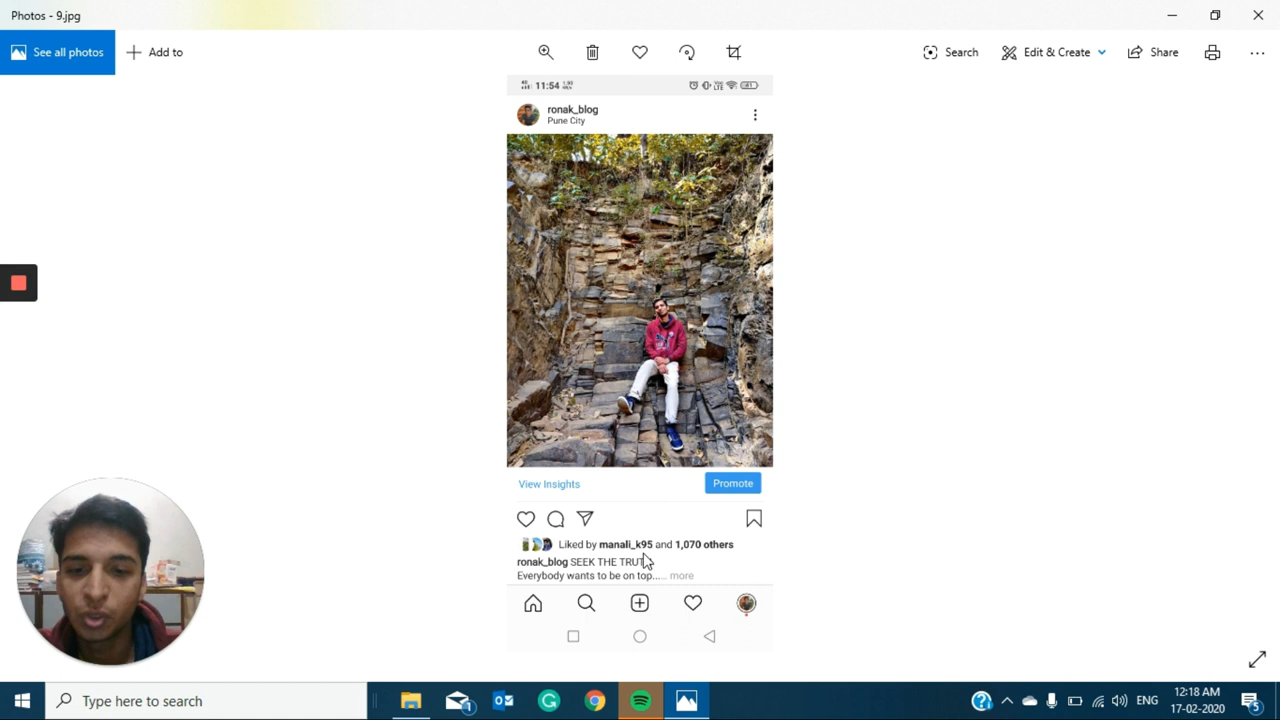 Photos - 9.jpg
See all photos
Add to
Search
Edit & Create
Share
11:54
ronak_blog
Pune City
View Insights
Promote
Liked by manali_k95 and 1,070 others
ronak_blog SEEK THE TRUT
Everybody wants to be on top..... more
Type here to search
1
ENG
12:18 AM
17-02-2020
5